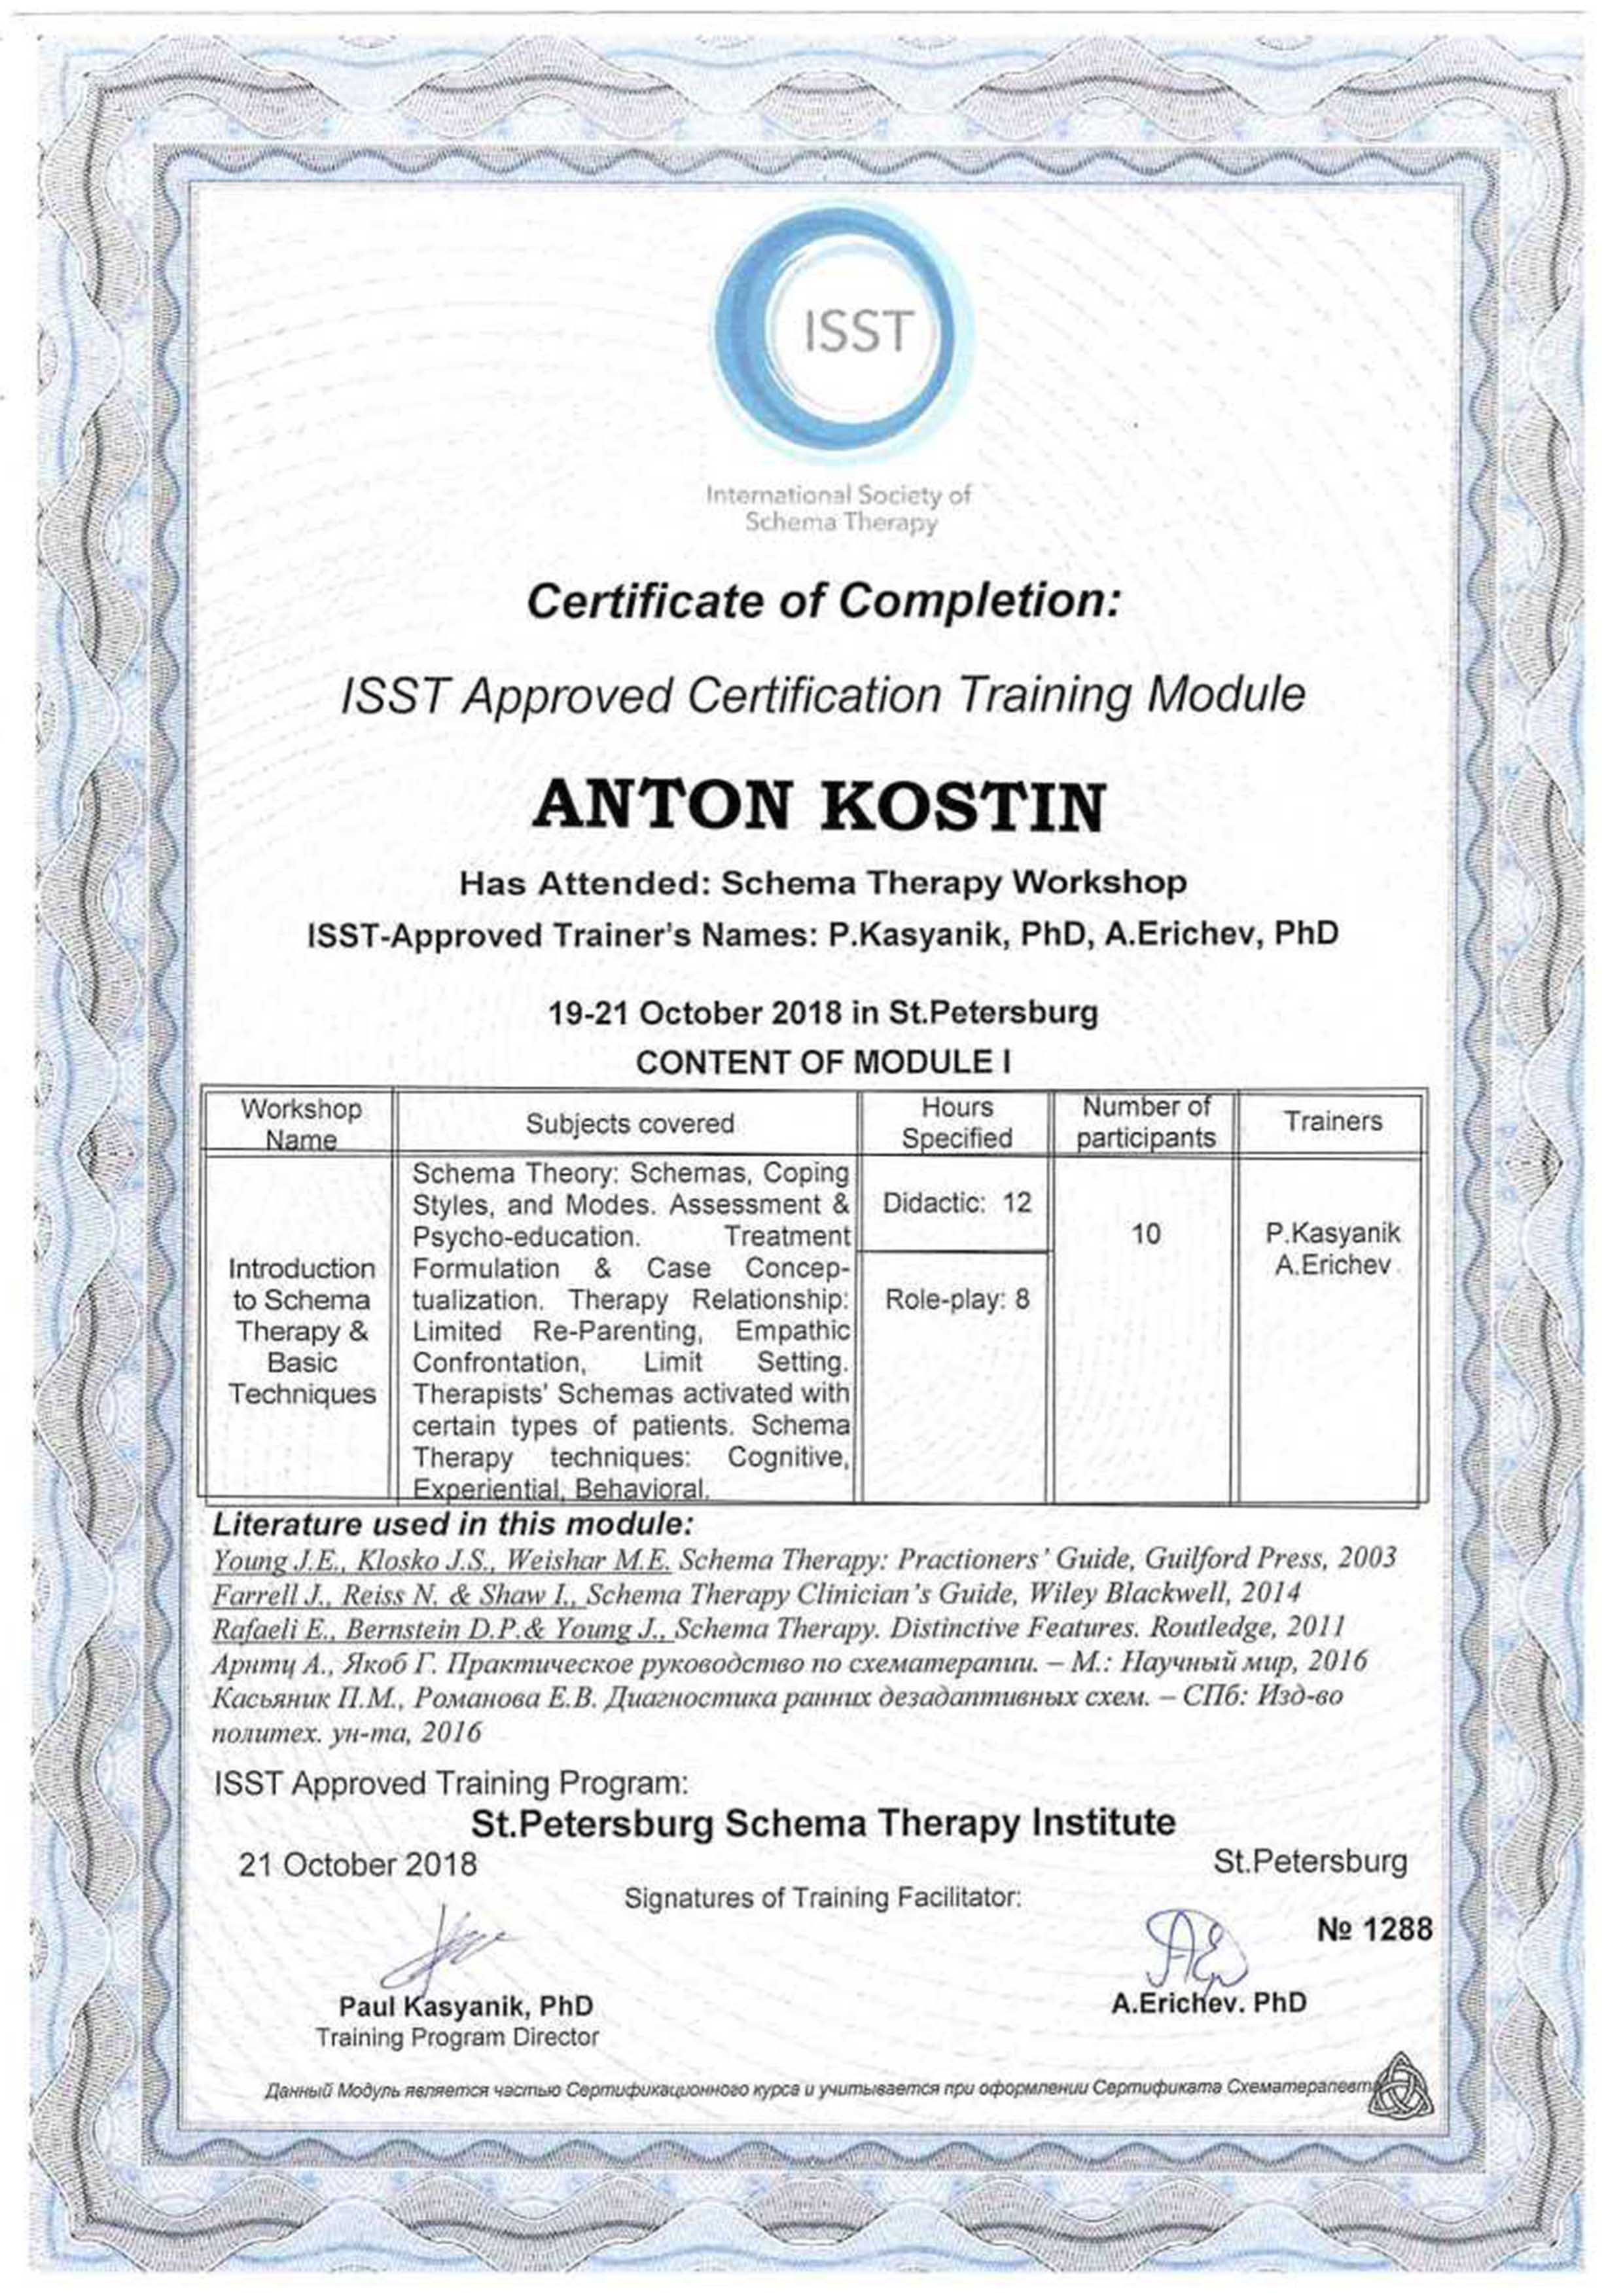 ISST
International Society of
Schema Therapy
Certificate of Completion:
ISST Approved Certification Training Module
ANTON KOSTIN
Has Attended: Schema Therapy Workshop
ISST-Approved Trainer's Names: P.Kasyanik, PhD, A.Erichev, PhD
19-21 October 2018 in St.Petersburg
CONTENT OF MODULE I
Workshop
Name
Subjects covered
Hours
Specified
Number of
participants
Trainers
Introduction
to Schema
Therapy &
Basic
Techniques
Schema Theory: Schemas, Coping
Styles, and Modes. Assessment &
Psycho-education. Treatment
Formulation & Case Concep-
tualization. Therapy Relationship:
Limited Re-Parenting, Empathic
Confrontation, Limit Setting.
Therapists' Schemas activated with
certain types of patients. Schema
Therapy techniques: Cognitive,
Experiential, Behavioral.
Didactic: 12
Role-play: 8
10
P.Kasyanik
A.Erichev
Literature used in this module:
Young J.E., Klosko J.S., Weishar M.E. Schema Therapy: Practioners' Guide, Guilford Press, 2003
Farrell J., Reiss N. & Shaw I., Schema Therapy Clinician's Guide, Wiley Blackwell, 2014
Rafaeli E., Bernstein D.P.& Young J., Schema Therapy. Distinctive Features. Routledge, 2011
Арнтц А., Якоб Г. Практическое руководство по схематерапии. – М.: Научный мир, 2016
Касьяник П.М., Романова Е.В. Диагностика ранних дезадаптивных схем. – СПб: Изд-во
политех. ун-та, 2016
ISST Approved Training Program:
St.Petersburg Schema Therapy Institute
21 October 2018
St.Petersburg
Signatures of Training Facilitator:
№ 1288
Paul Kasyanik, PhD
Training Program Director
A.Erichev. PhD
Данный Модуль является частью Сертификационного курса и учитывается при оформлении Сертификата Схематерапевт